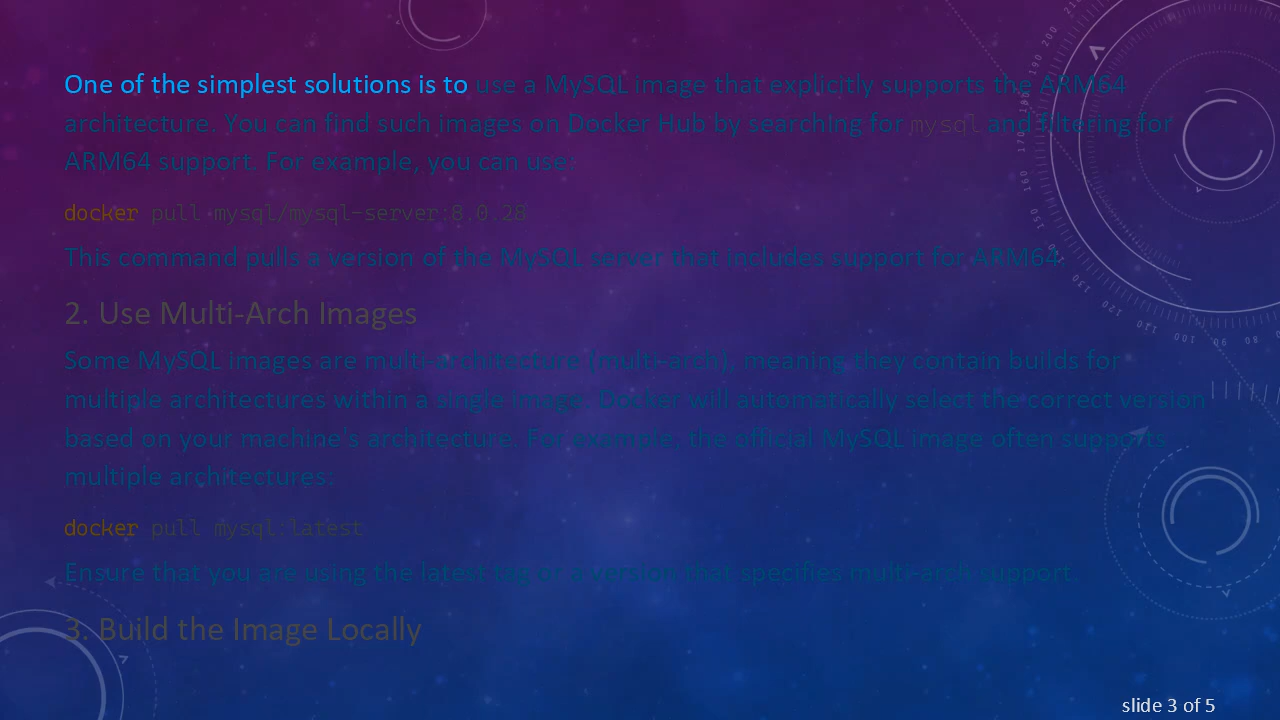 One of the simplest solutions is to use a MySQL image that explicitly supports the ARM64
architecture. You can find such images on Docker Hub by searching for mysql and filtering for
ARM64 support. For example, you can use:
docker pull mysql/mysql-server:8.0.28
This command pulls a version of the MySQL server that includes support for ARM64.
2. Use Multi-Arch Images
Some MySQL images are multi-architecture (multi-arch), meaning they contain builds for
multiple architectures within a single image. Docker will automatically select the correct version
based on your machine's architecture. For example, the official MySQL image often supports
multiple architectures:
docker pull mysql:latest
Ensure that you are using the latest tag or a version that specifies multi-arch support.
3. Build the Image Locally
slide 3 of 5